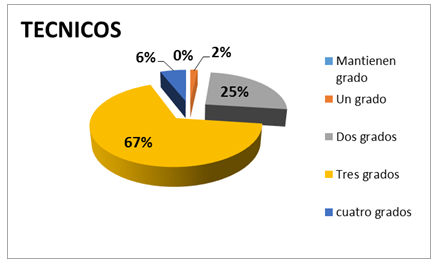 TECNICOS
6%
0%
2%
25%
67%
Mantienen
grado
Un grado
Dos grados
Tres grados
cuatro grados